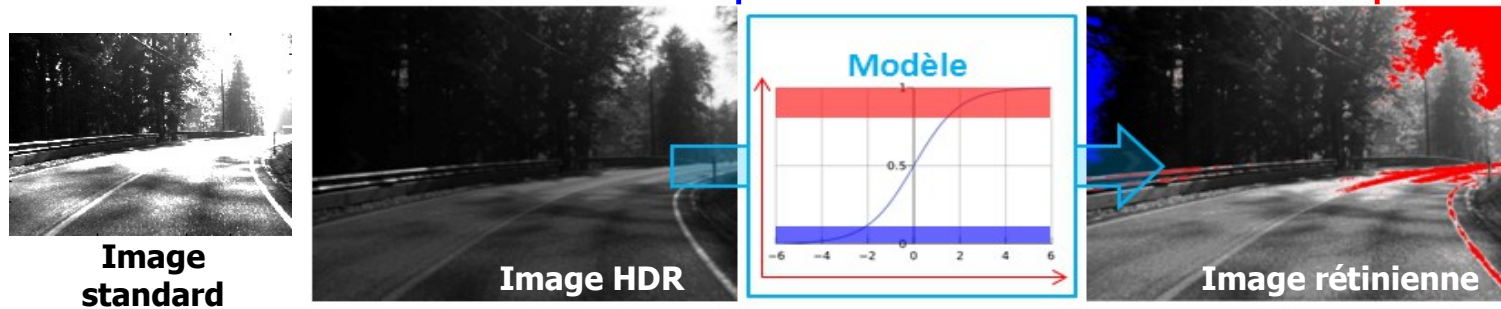 Image
standard
Image HDR
Modèle
1
0.5
0
−6 −4 −2 0 2 4 6
Image rétinienne